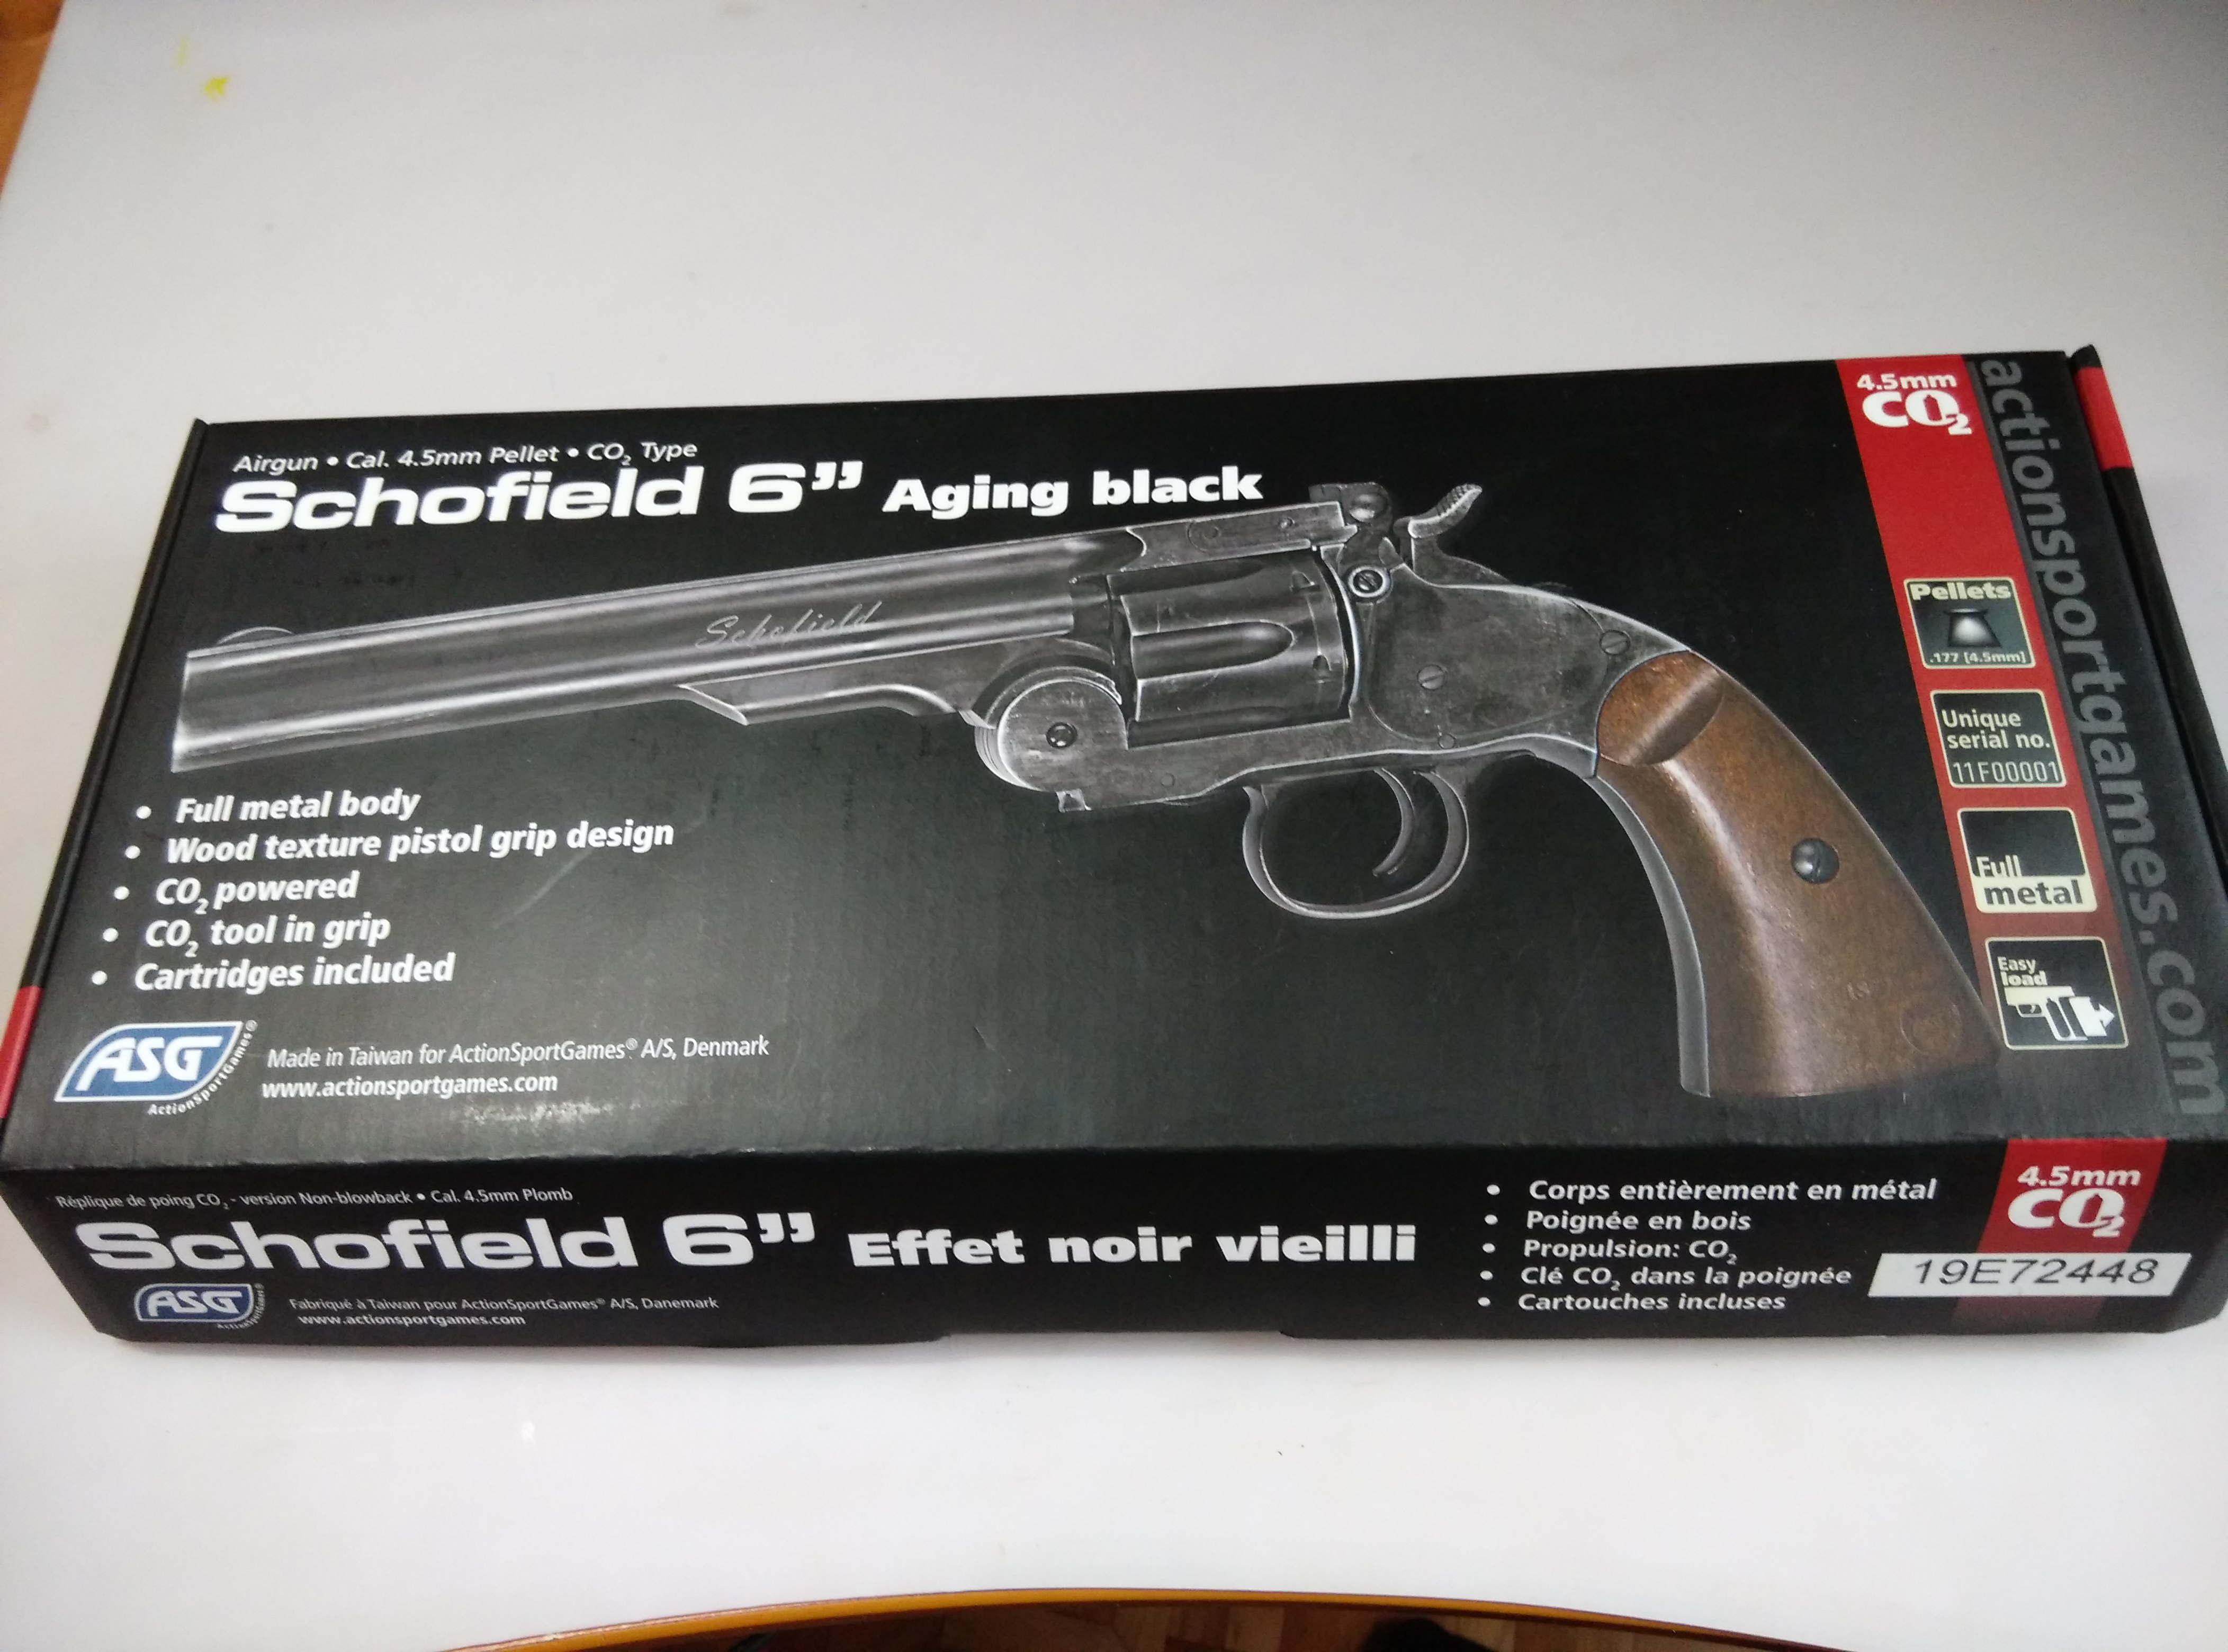 Airgun • Cal. 4.5mm Pellet • CO₂ Type
Schofield 6” Aging black
4.5mm
CO₂
actionsportgames.com
Schofield
Pellets
.177 [4.5mm]
Unique
serial no.
11F00001
Full
metal
Easy
load
• Full metal body
• Wood texture pistol grip design
• CO₂ powered
• CO₂ tool in grip
• Cartridges included
ASG®
ActionSportGames
Made in Taiwan for ActionSportGames® A/S, Denmark
www.actionsportgames.com
Réplique de poing CO₂ - version Non-blowback • Cal. 4.5mm Plomb
Schofield 6” Effet noir vieilli
ASG®
ActionSportGames
Fabriqué à Taiwan pour ActionSportGames® A/S, Danemark
www.actionsportgames.com
• Corps entièrement en métal
• Poignée en bois
• Propulsion: CO₂
• Clé CO₂ dans la poignée
• Cartouches incluses
4.5mm
CO₂
19E72448